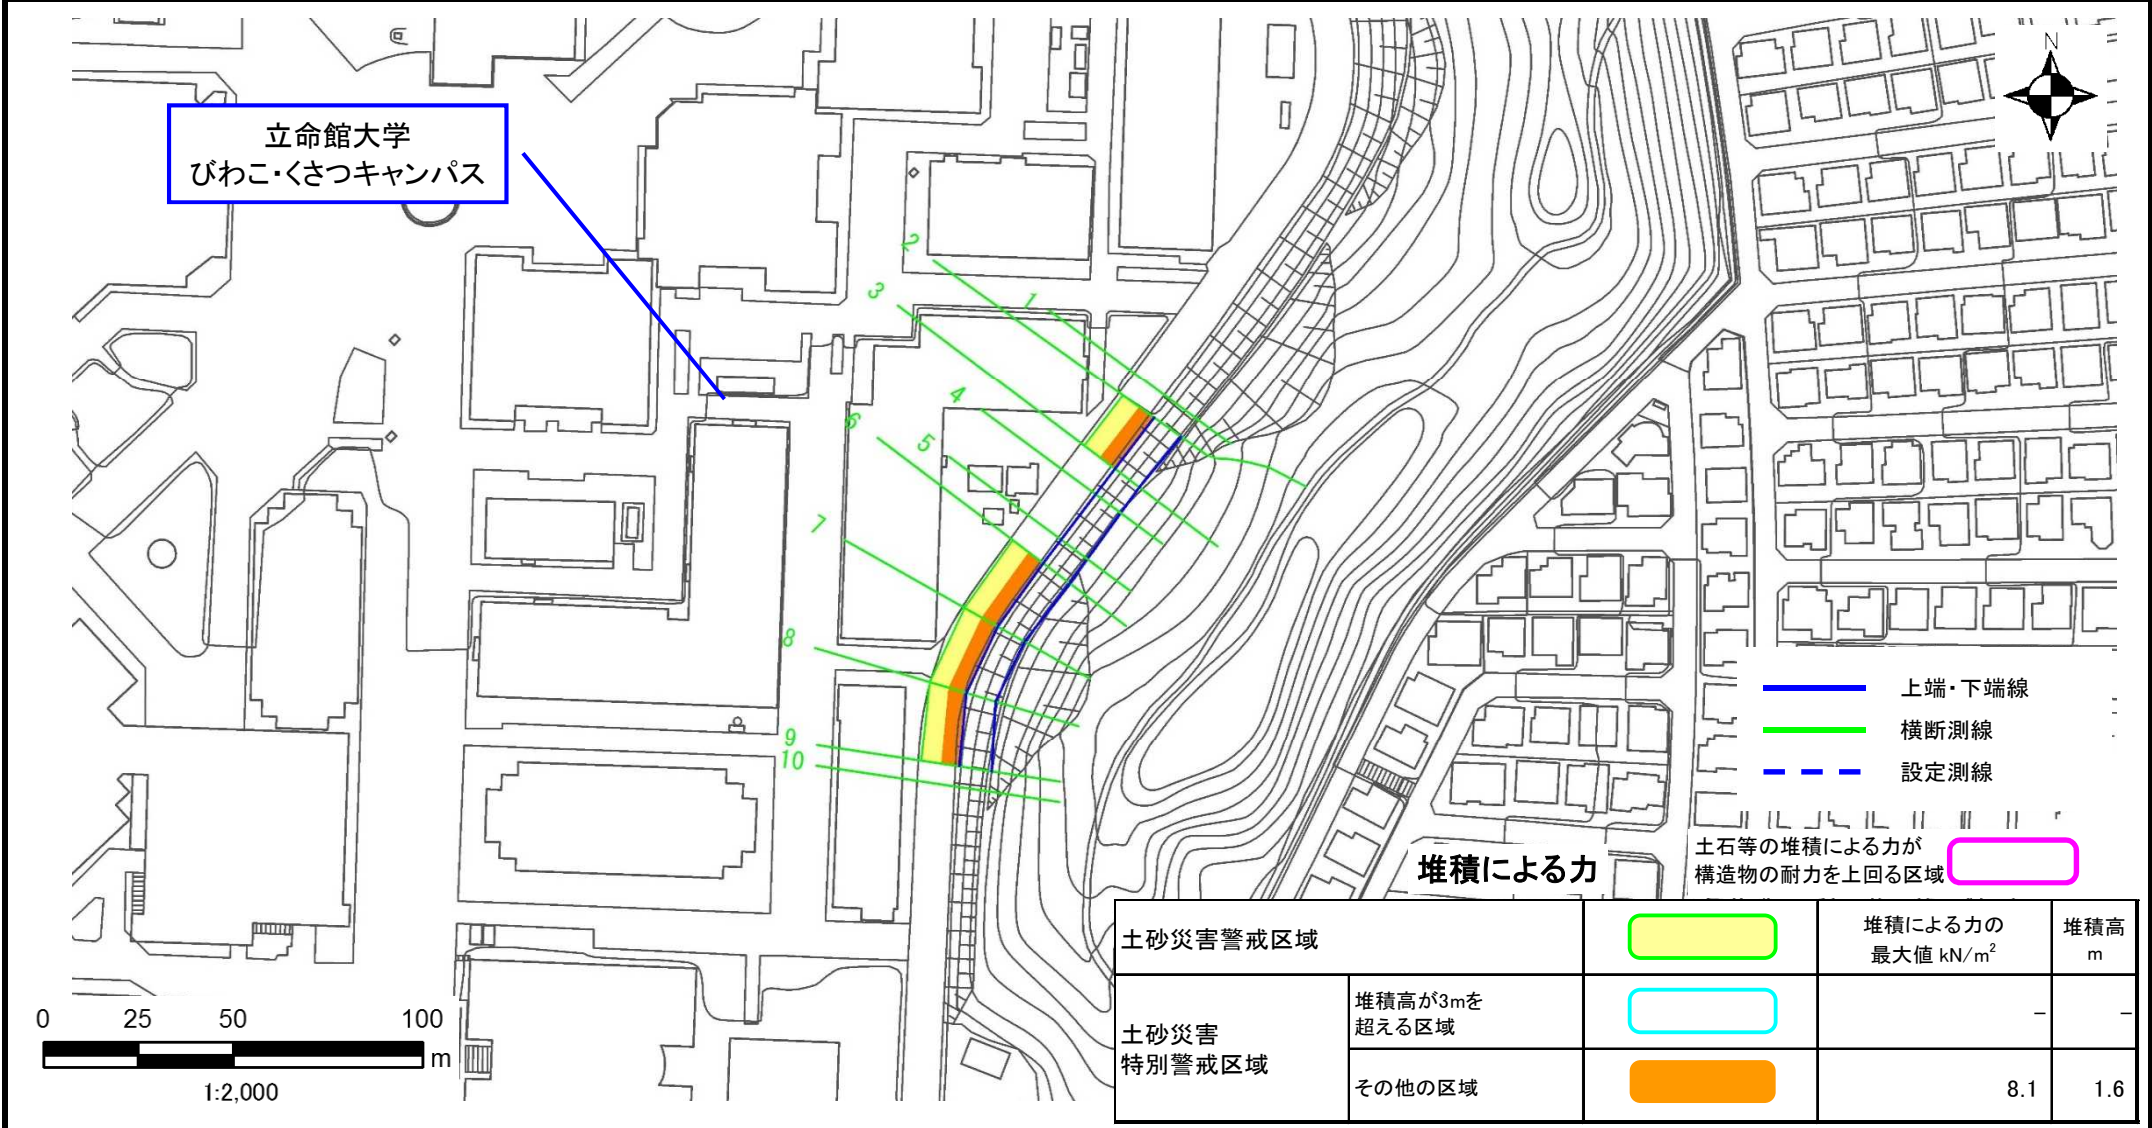 N
立命館大学
びわこ・くさつキャンパス
2
1
3
4
6
5
7
8
9
10
上端・下端線
横断測線
設定測線
堆積による力
土石等の堆積による力が
構造物の耐力を上回る区域
土砂災害警戒区域
堆積による力の
最大値 kN/m²
堆積高
m
土砂災害
特別警戒区域
堆積高が3mを
超える区域
-
-
その他の区域
8.1
1.6
0 25 50 100
m
1:2,000